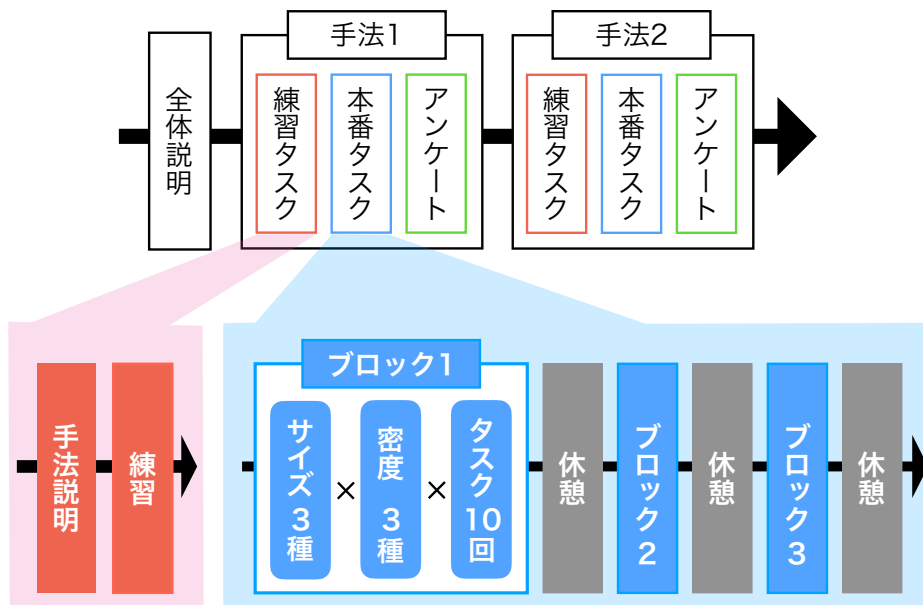 全体説明
手法1
練習タスク
本番タスク
アンケート
手法2
練習タスク
本番タスク
アンケート
手法説明
練習
ブロック1
サイズ 3種
×
密度 3種
×
タスク 10回
休憩
ブロック2
休憩
ブロック3
休憩